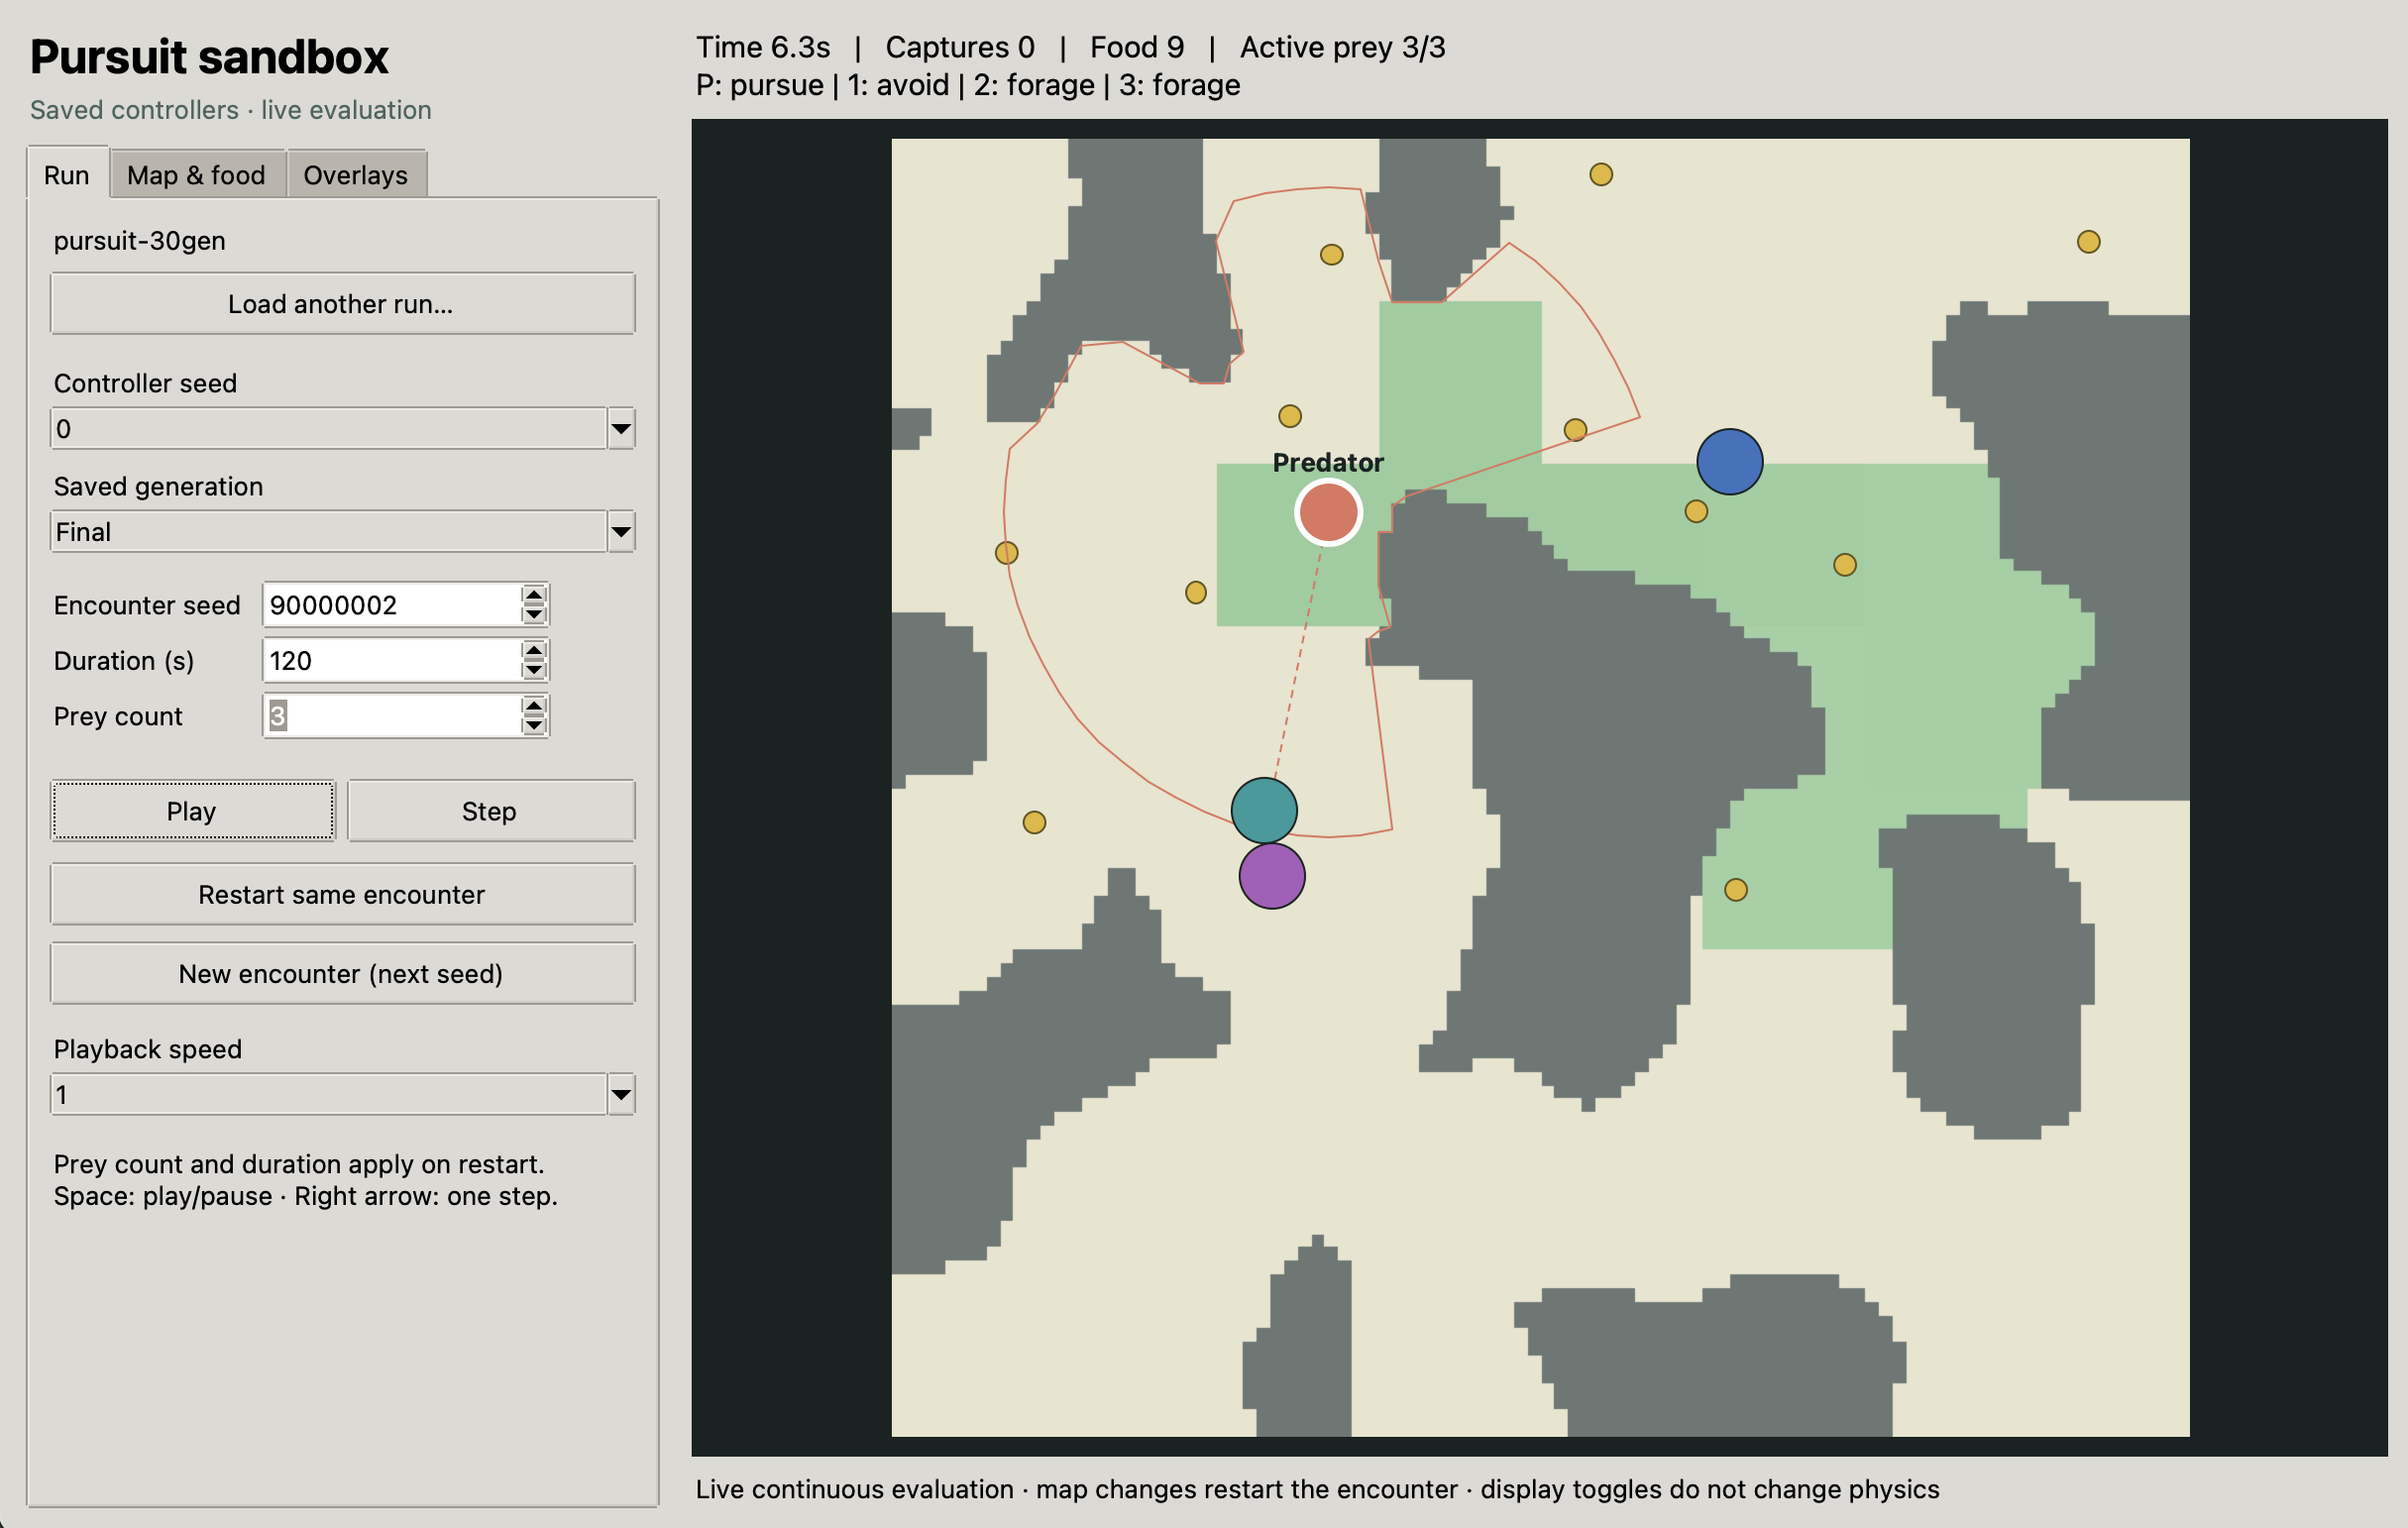 Pursuit sandbox
Saved controllers · live evaluation
Run
Map & food
Overlays
pursuit-30gen
Load another run...
Controller seed
0
Saved generation
Final
Encounter seed
90000002
Duration (s)
120
Prey count
3
Play
Step
Restart same encounter
New encounter (next seed)
Playback speed
1
Prey count and duration apply on restart.
Space: play/pause · Right arrow: one step.
Time 6.3s | Captures 0 | Food 9 | Active prey 3/3
P: pursue | 1: avoid | 2: forage | 3: forage
Predator
Live continuous evaluation · map changes restart the encounter · display toggles do not change physics